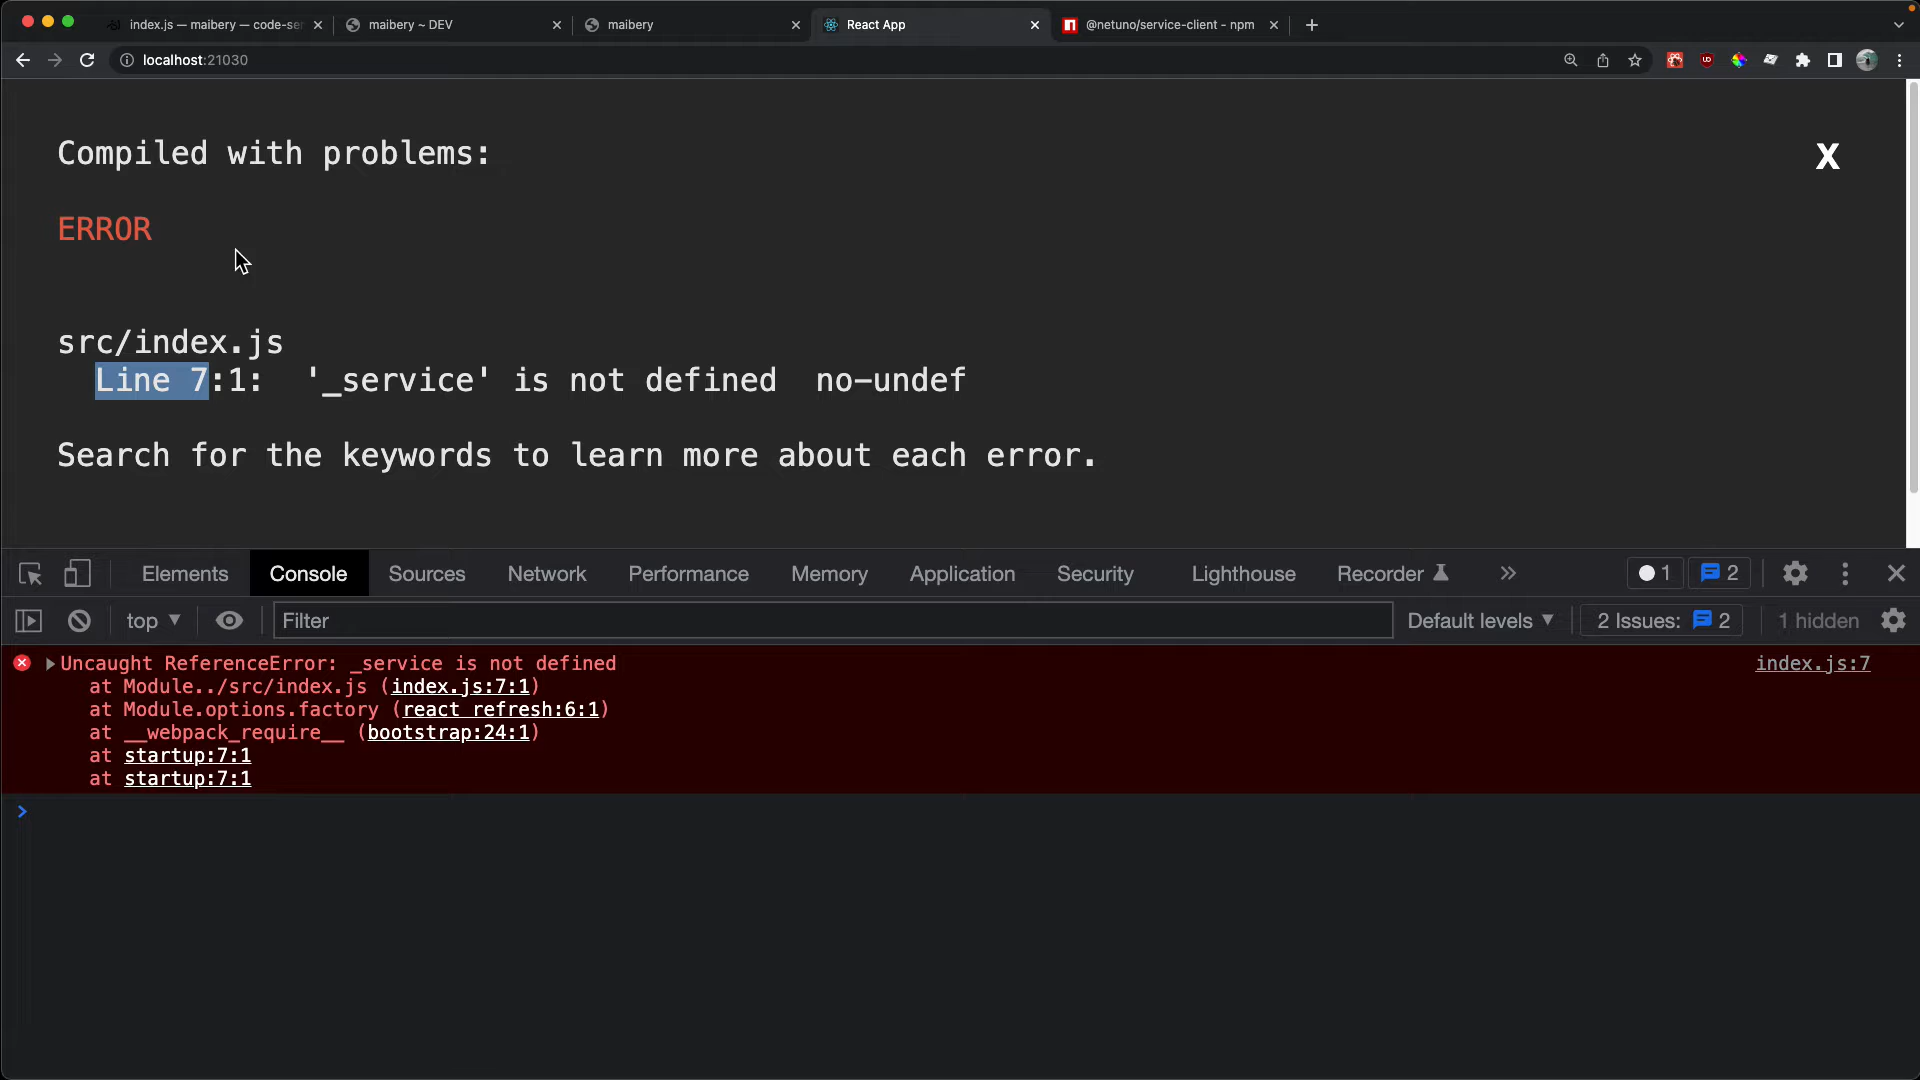 index.js — maibery — code-ser
maibery ~ DEV
maibery
React App
@netuno/service-client - npm
localhost:21030
Compiled with problems:
X
ERROR
src/index.js
Line 7:1:  '_service' is not defined  no-undef
Search for the keywords to learn more about each error.
Elements Console Sources Network Performance Memory Application Security Lighthouse Recorder 1 2
top Filter Default levels 2 Issues: 2 1 hidden
Uncaught ReferenceError: _service is not defined index.js:7
at Module../src/index.js (index.js:7:1)
at Module.options.factory (react refresh:6:1)
at __webpack_require__ (bootstrap:24:1)
at startup:7:1
at startup:7:1